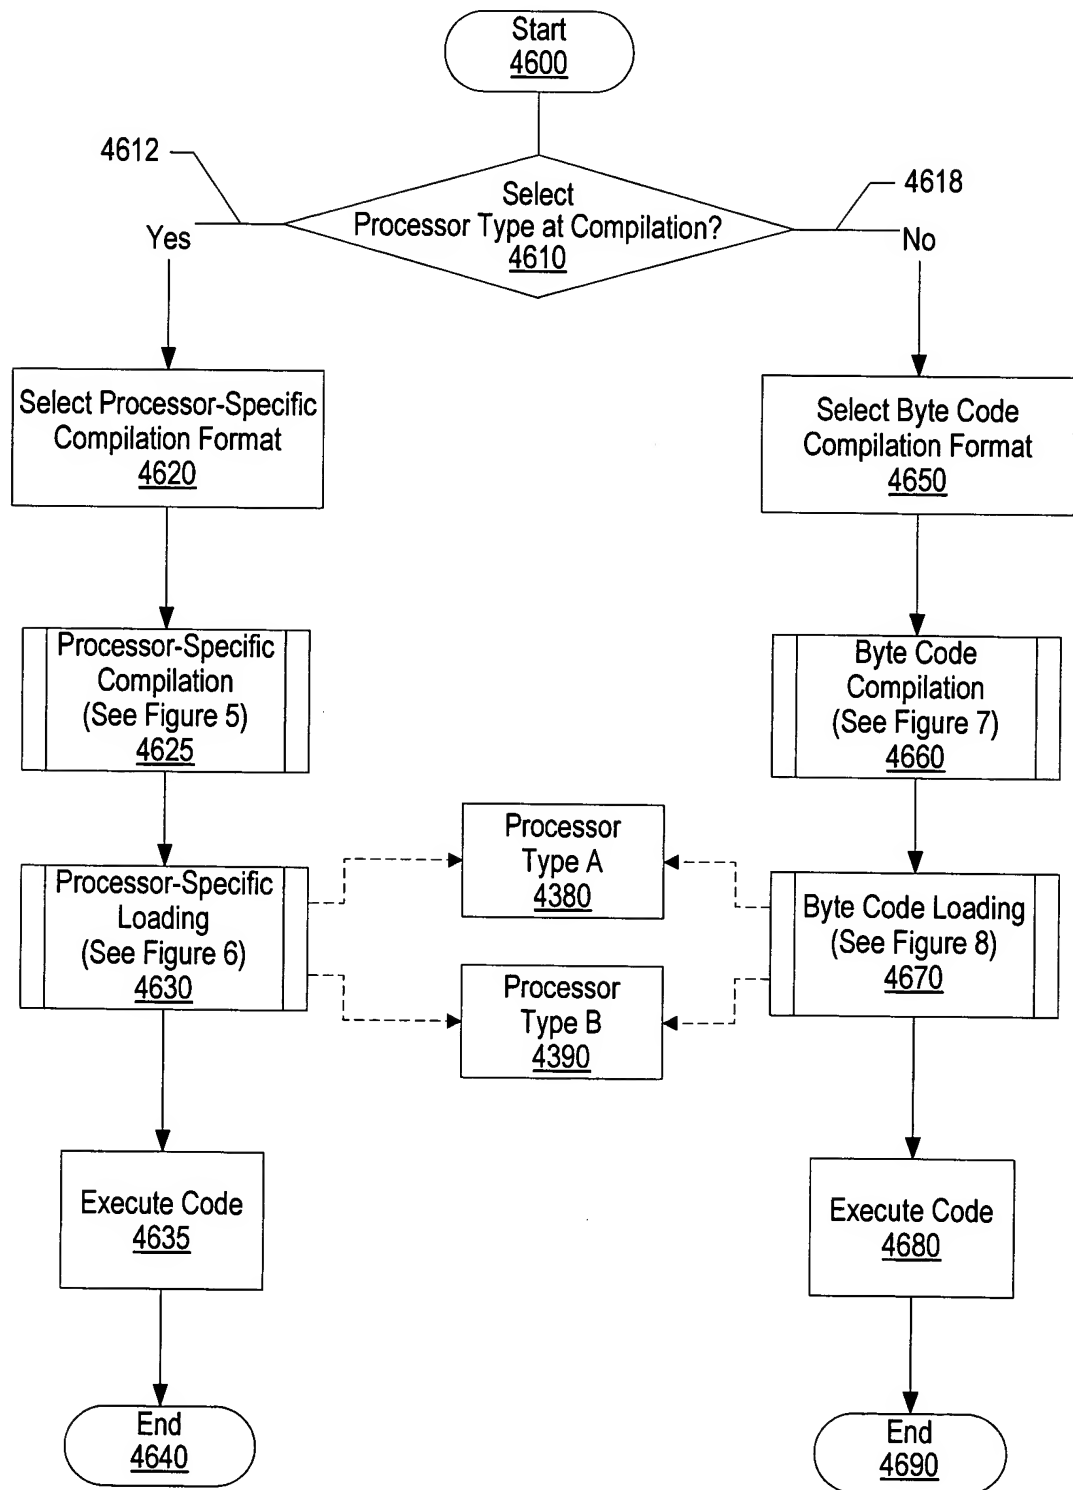 Start
4600
4612
4618
Select
Processor Type at Compilation?
4610
Yes
No
Select Processor-Specific
Compilation Format
4620
Select Byte Code
Compilation Format
4650
Processor-Specific
Compilation
(See Figure 5)
4625
Byte Code
Compilation
(See Figure 7)
4660
Processor
Type A
4380
Processor-Specific
Loading
(See Figure 6)
4630
Byte Code Loading
(See Figure 8)
4670
Processor
Type B
4390
Execute Code
4635
Execute Code
4680
End
4640
End
4690